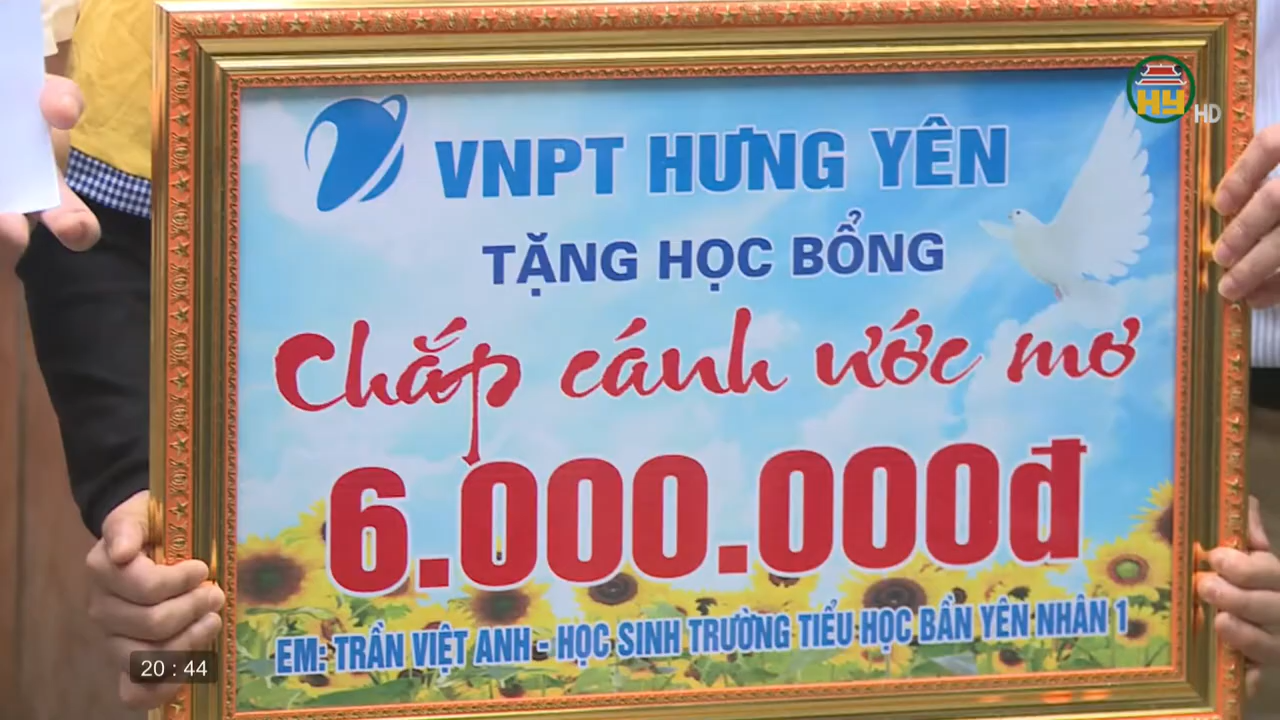 HY HD
VNPT HƯNG YÊN
TẶNG HỌC BỔNG
Chắp cánh ước mơ
6.000.000đ
EM: TRẦN VIỆT ANH - HỌC SINH TRƯỜNG TIỂU HỌC BẦN YÊN NHÂN 1
20 : 44